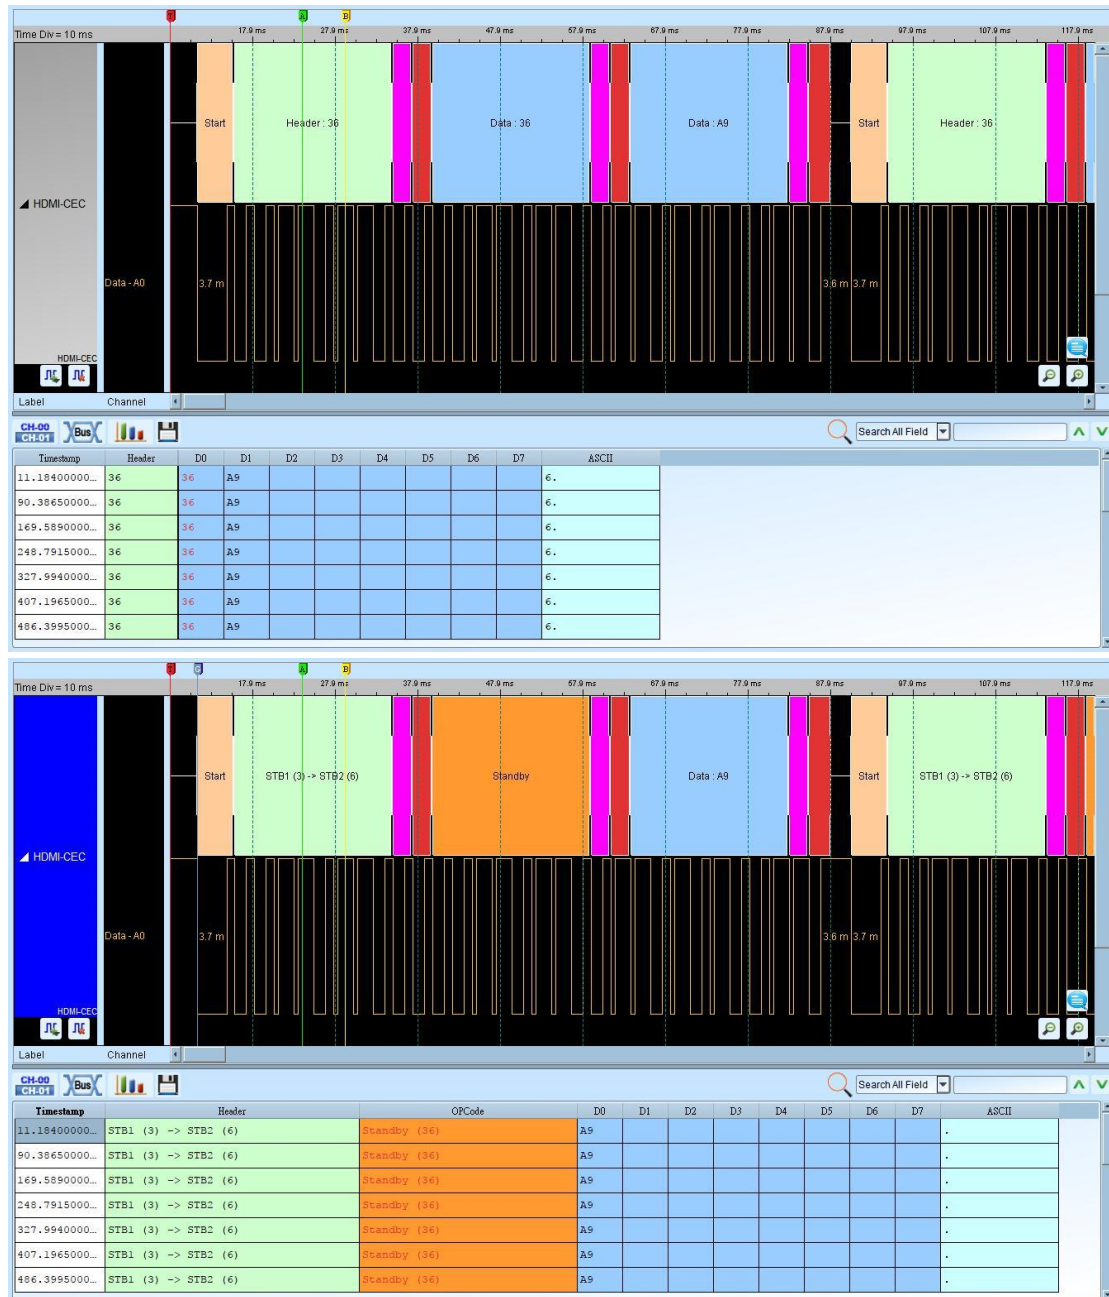 T A B
Time Div = 10 ms 17.9 ms 27.9 ms 37.9 ms 47.9 ms 57.9 ms 67.9 ms 77.9 ms 87.9 ms 97.9 ms 107.9 ms 117.9 ms
Start Header : 36 Data : 36 Data : A9 Start Header : 36
HDMI-CEC
Data - A0 3.7 m 3.6 m 3.7 m
HDMI-CEC
Label Channel
CH-00
CH-01 Bus Search All Field
Timestamp Header D0 D1 D2 D3 D4 D5 D6 D7 ASCII
11.18400000... 36 36 A9 6.
90.38650000... 36 36 A9 6.
169.5890000... 36 36 A9 6.
248.7915000... 36 36 A9 6.
327.9940000... 36 36 A9 6.
407.1965000... 36 36 A9 6.
486.3995000... 36 36 A9 6.
T C A B
Time Div = 10 ms 17.9 ms 27.9 ms 37.9 ms 47.9 ms 57.9 ms 67.9 ms 77.9 ms 87.9 ms 97.9 ms 107.9 ms 117.9 ms
Start STB1 (3) -> STB2 (6) Standby Data : A9 Start STB1 (3) -> STB2 (6)
HDMI-CEC
Data - A0 3.7 m 3.6 m 3.7 m
HDMI-CEC
Label Channel
CH-00
CH-01 Bus Search All Field
Timestamp Header OPCode D0 D1 D2 D3 D4 D5 D6 D7 ASCII
11.18400000... STB1 (3) -> STB2 (6) Standby (36) A9 .
90.38650000... STB1 (3) -> STB2 (6) Standby (36) A9 .
169.5890000... STB1 (3) -> STB2 (6) Standby (36) A9 .
248.7915000... STB1 (3) -> STB2 (6) Standby (36) A9 .
327.9940000... STB1 (3) -> STB2 (6) Standby (36) A9 .
407.1965000... STB1 (3) -> STB2 (6) Standby (36) A9 .
486.3995000... STB1 (3) -> STB2 (6) Standby (36) A9 .